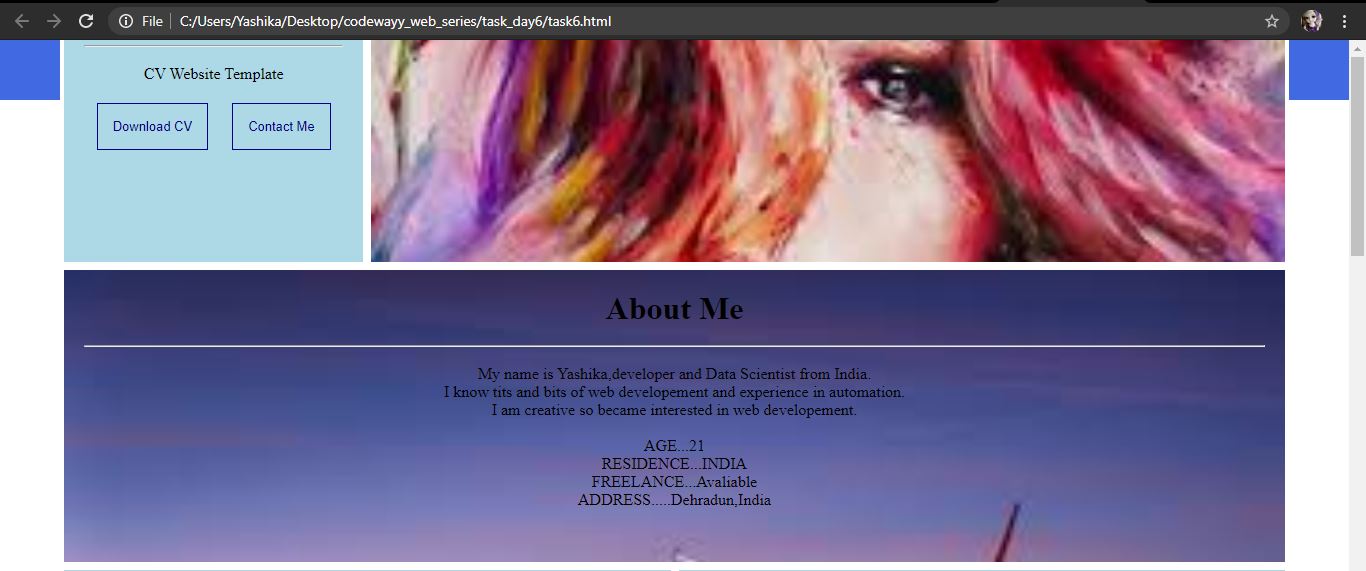 File
C:/Users/Yashika/Desktop/codewayy_web_series/task_day6/task6.html
CV Website Template
Download CV
Contact Me
About Me
My name is Yashika,developer and Data Scientist from India.
I know tits and bits of web developement and experience in automation.
I am creative so became interested in web developement.
AGE...21
RESIDENCE...INDIA
FREELANCE...Avaliable
ADDRESS.....Dehradun,India